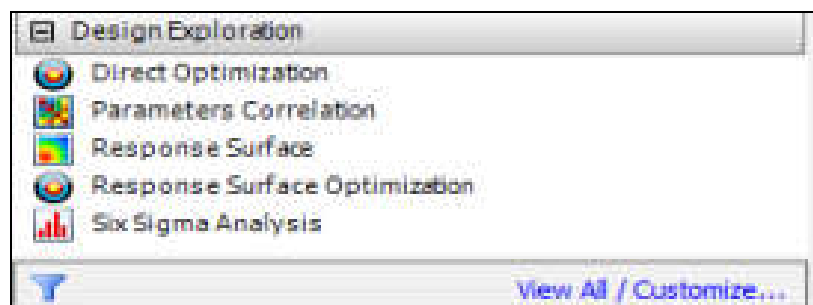 Design Exploration
Direct Optimization
Parameters Correlation
Response Surface
Response Surface Optimization
Six Sigma Analysis
View All / Customize...